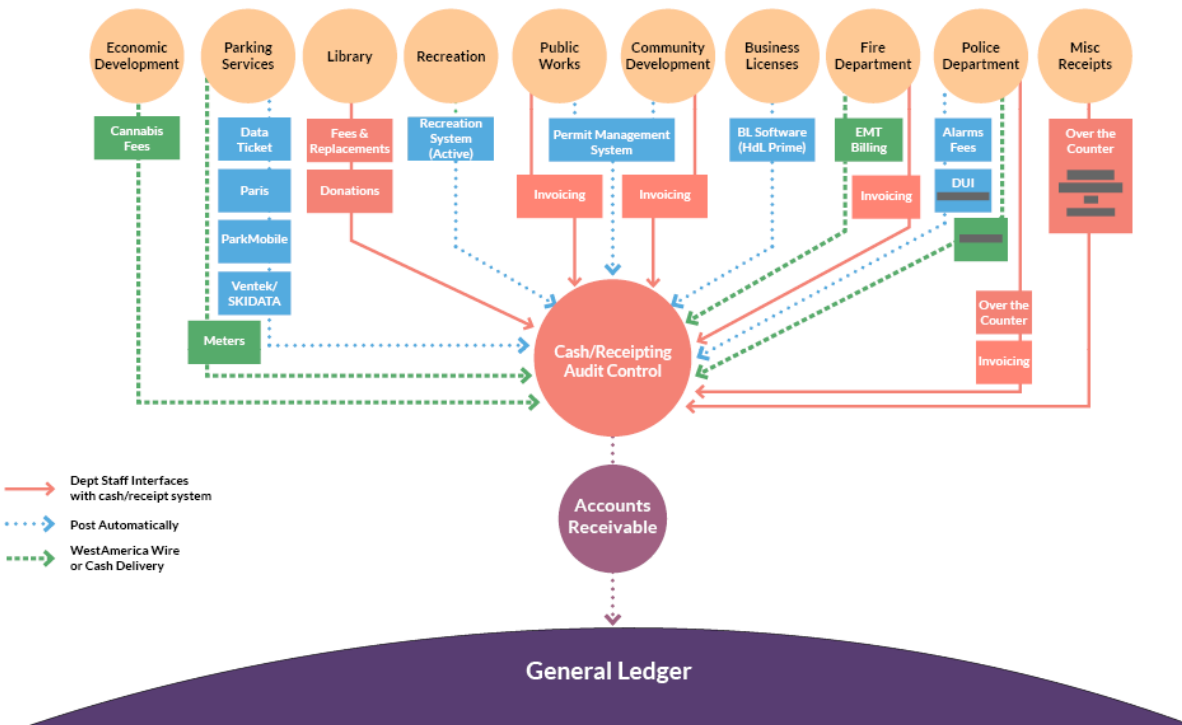 Economic
Development
Parking
Services
Library
Recreation
Public
Works
Community
Development
Business
Licenses
Fire
Department
Police
Department
Misc
Receipts
Cannabis
Fees
Data
Ticket
Paris
ParkMobile
Ventek/
SKIDATA
Meters
Fees &
Replacements
Donations
Recreation
System
(Active)
Permit Management
System
Invoicing
Invoicing
BL Software
(HdL Prime)
EMT
Billing
Invoicing
Alarms
Fees
DUI
Over the
Counter
Invoicing
Over the
Counter
Cash/Receipting
Audit Control
Dept Staff Interfaces
with cash/receipt system
Post Automatically
WestAmerica Wire
or Cash Delivery
Accounts
Receivable
General Ledger